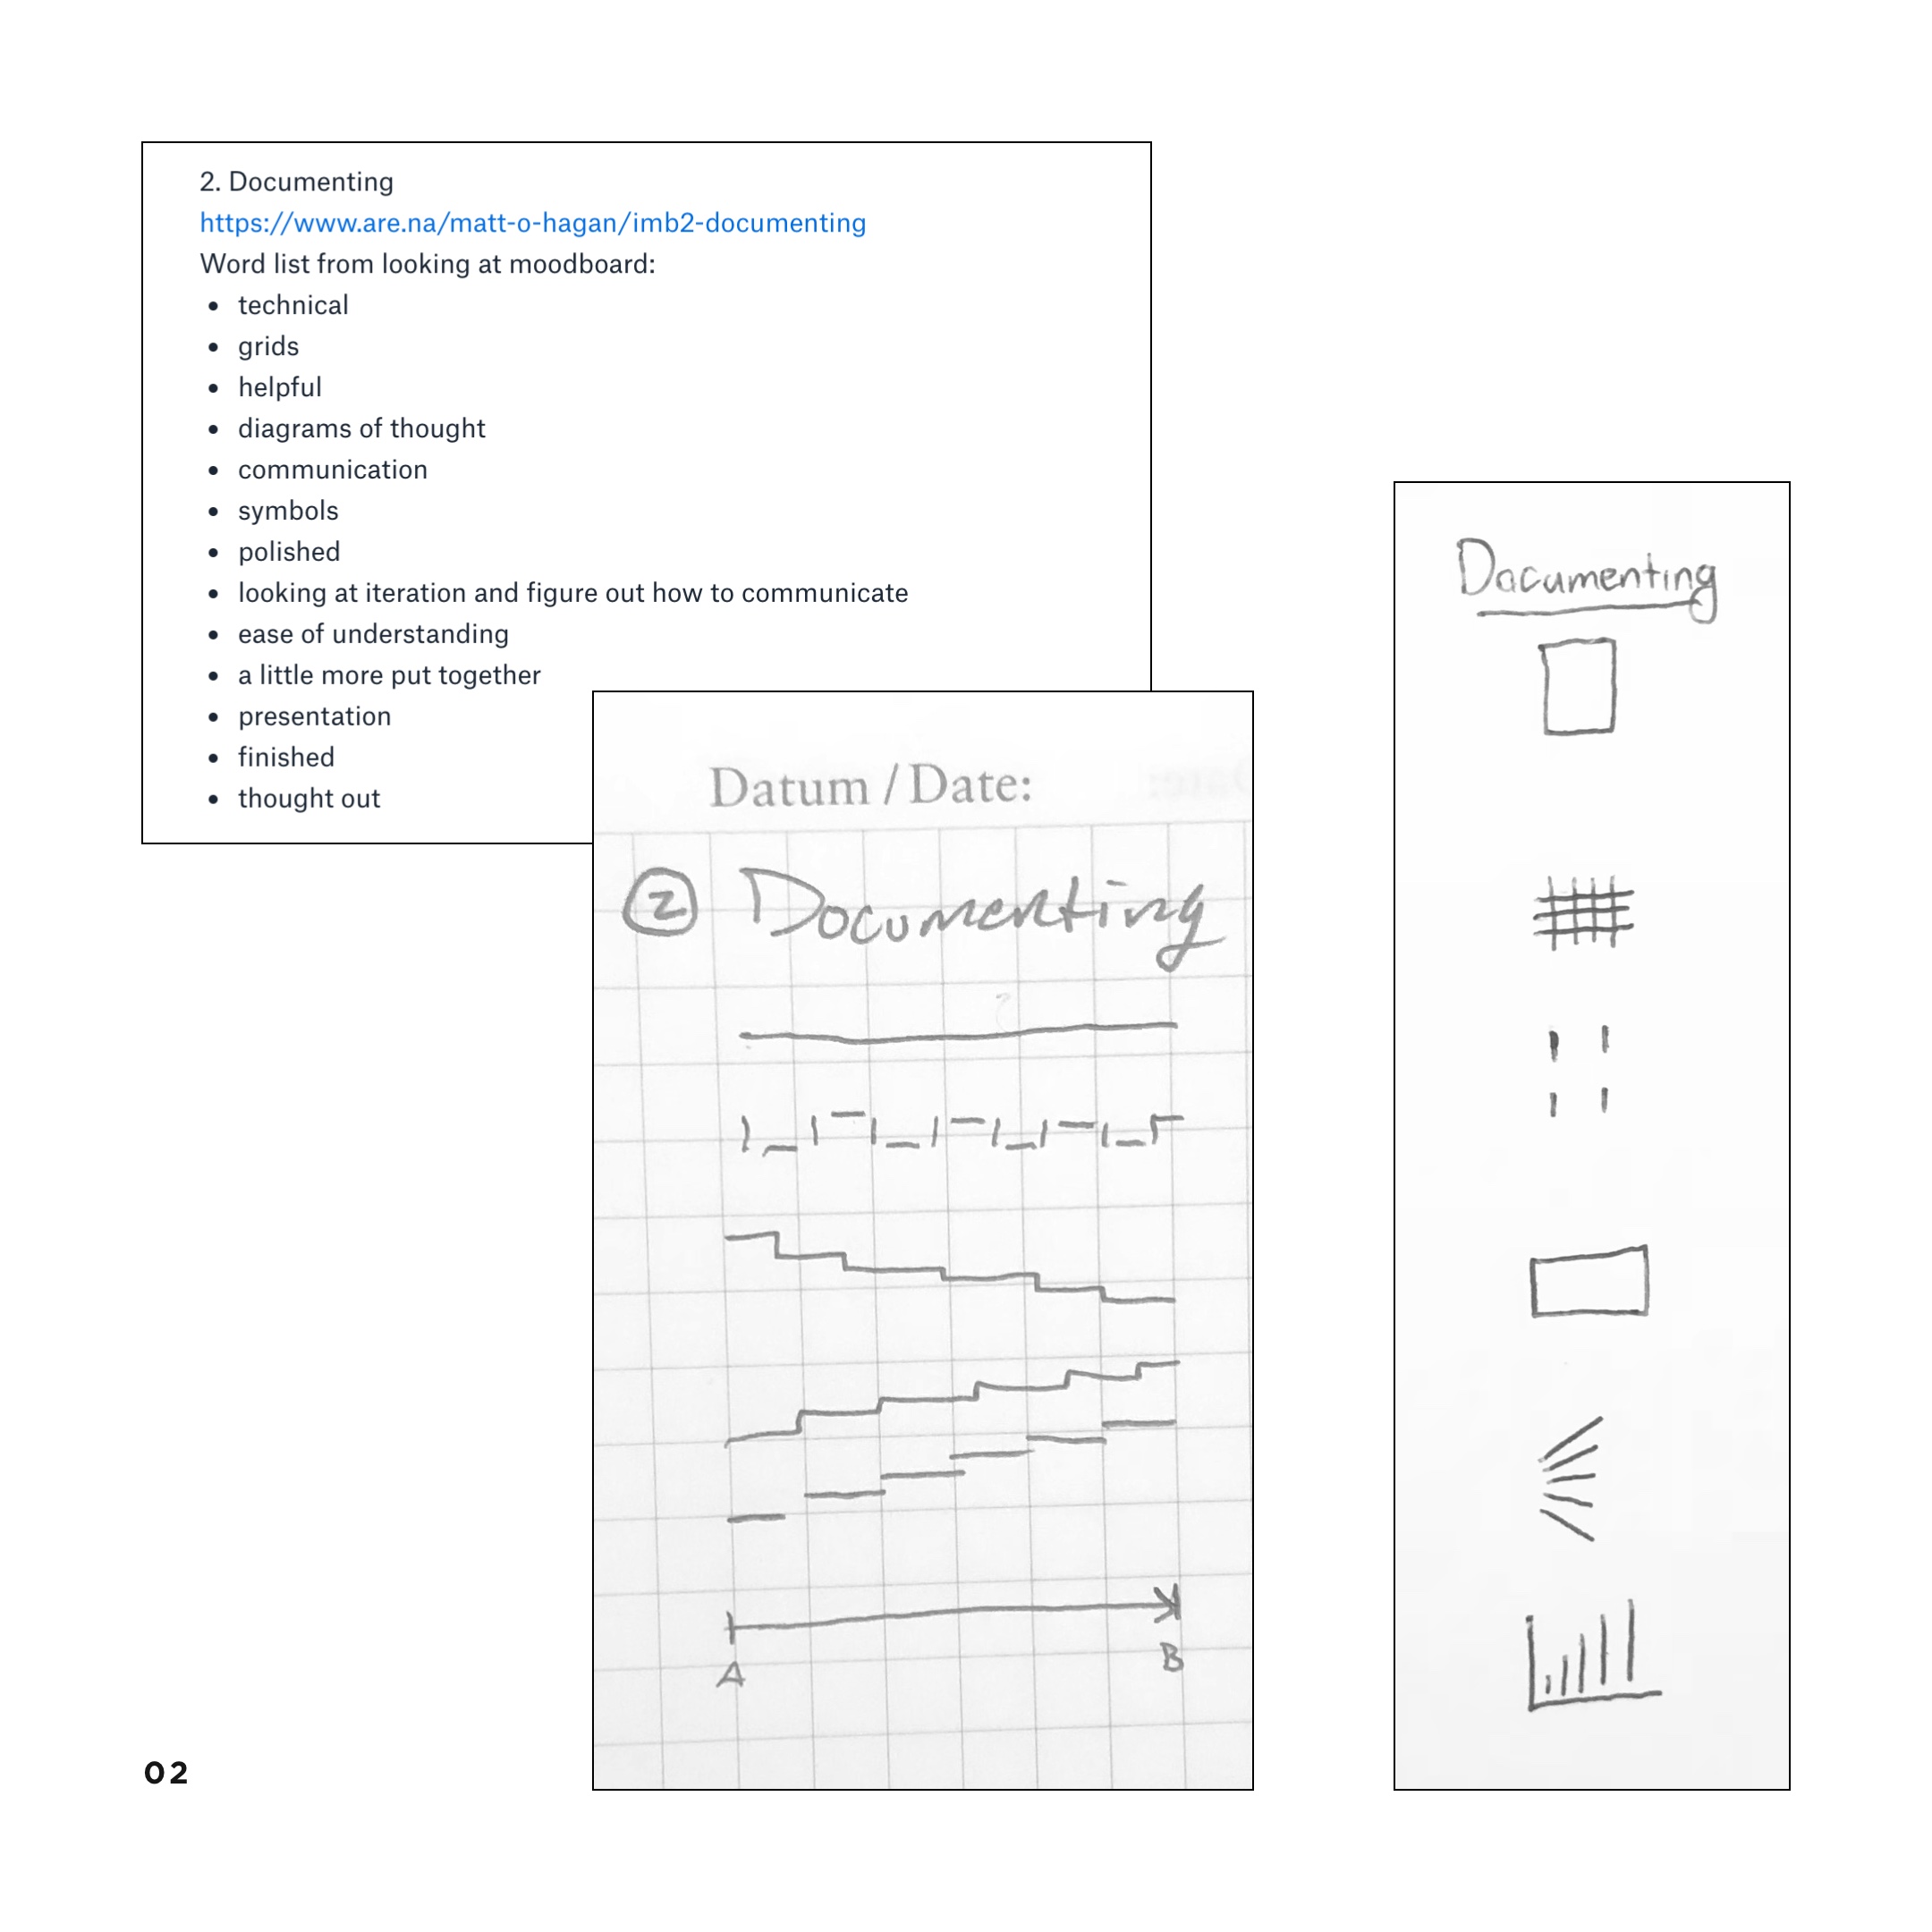 2. Documenting
https://www.are.na/matt-o-hagan/imb2-documenting
Word list from looking at moodboard:
• technical
• grids
• helpful
• diagrams of thought
• communication
• symbols
• polished
• looking at iteration and figure out how to communicate
• ease of understanding
• a little more put together
• presentation
• finished
• thought out
Datum / Date:
2 Documenting
A B
Documenting
02